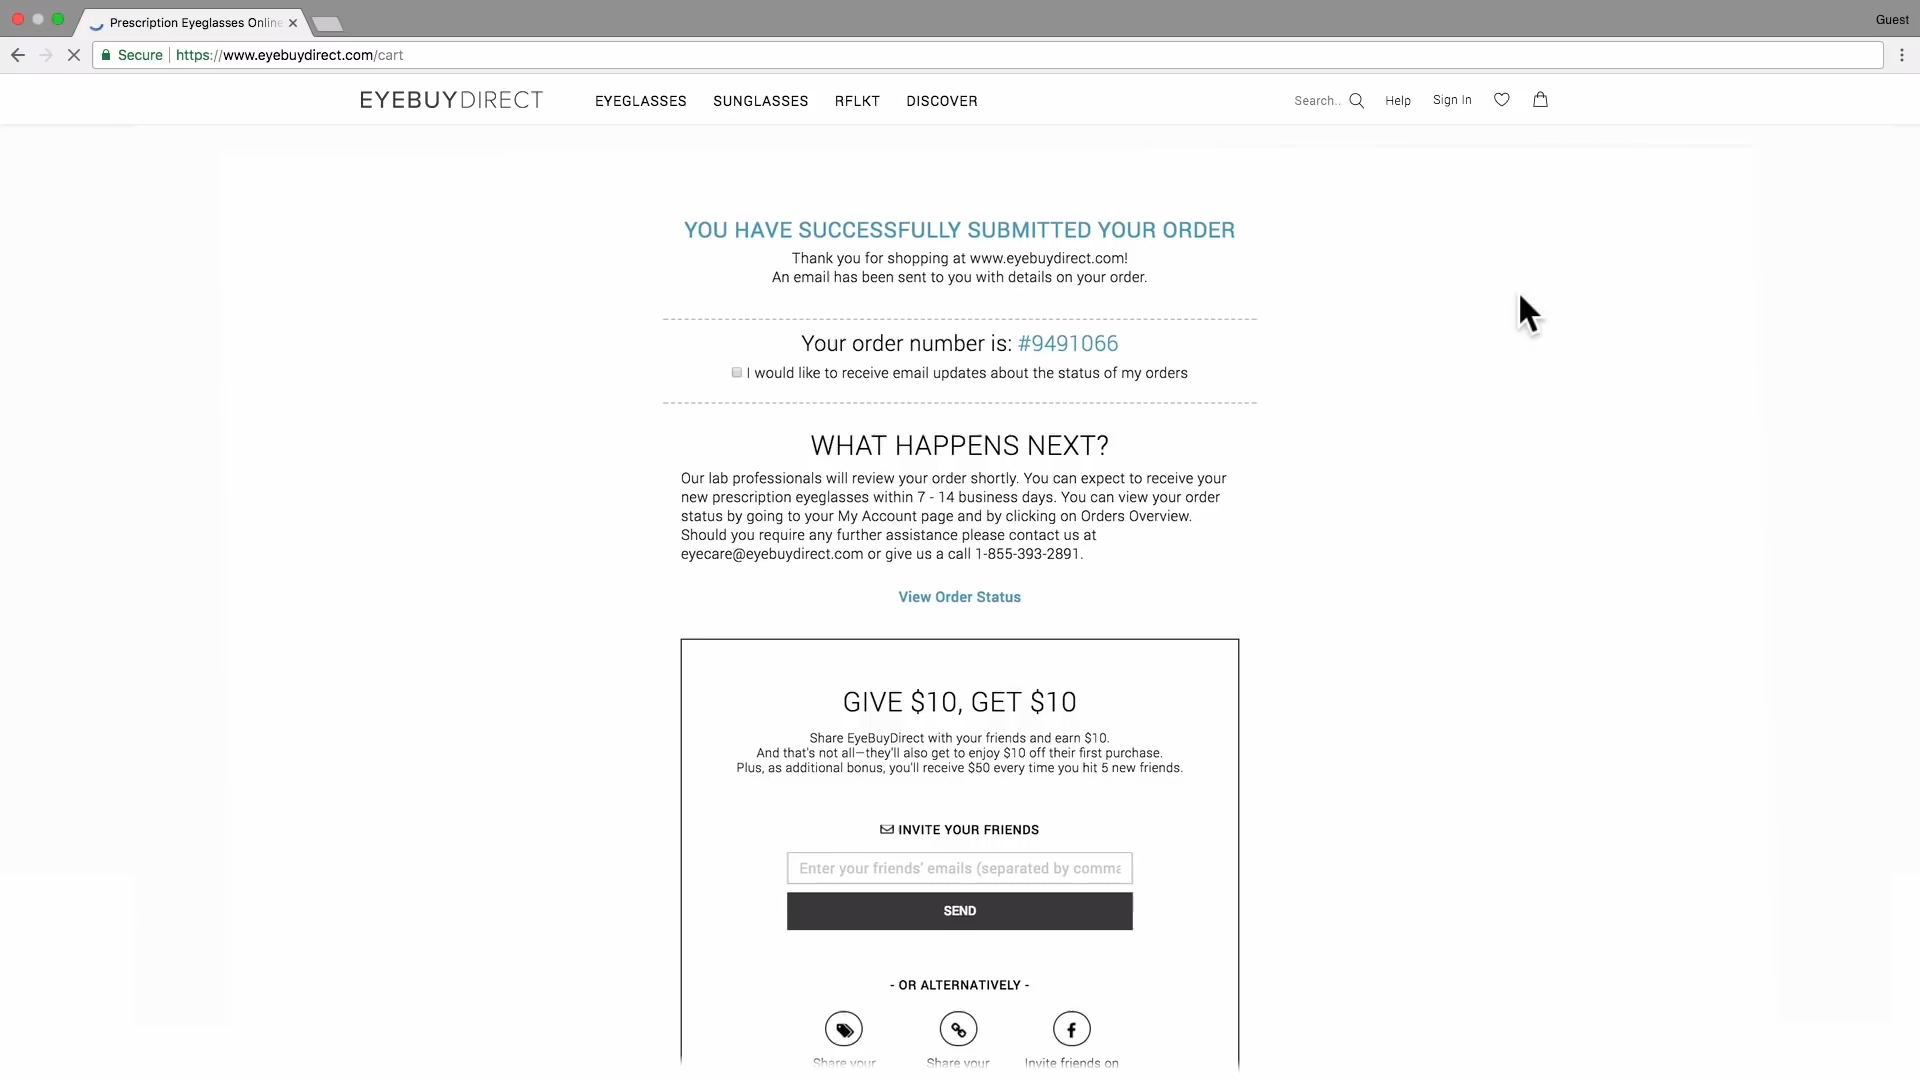 Prescription Eyeglasses Online
Guest
Secure https://www.eyebuydirect.com/cart
EYEBUYDIRECT EYEGLASSES SUNGLASSES RFLKT DISCOVER Search.. Help Sign In
YOU HAVE SUCCESSFULLY SUBMITTED YOUR ORDER
Thank you for shopping at www.eyebuydirect.com!
An email has been sent to you with details on your order.
Your order number is: #9491066
I would like to receive email updates about the status of my orders
WHAT HAPPENS NEXT?
Our lab professionals will review your order shortly. You can expect to receive your
new prescription eyeglasses within 7 - 14 business days. You can view your order
status by going to your My Account page and by clicking on Orders Overview.
Should you require any further assistance please contact us at
eyecare@eyebuydirect.com or give us a call 1-855-393-2891.
View Order Status
GIVE $10, GET $10
Share EyeBuyDirect with your friends and earn $10.
And that's not all—they'll also get to enjoy $10 off their first purchase.
Plus, as additional bonus, you'll receive $50 every time you hit 5 new friends.
INVITE YOUR FRIENDS
Enter your friends' emails (separated by comma
SEND
- OR ALTERNATIVELY -
Share your Share your Invite friends on